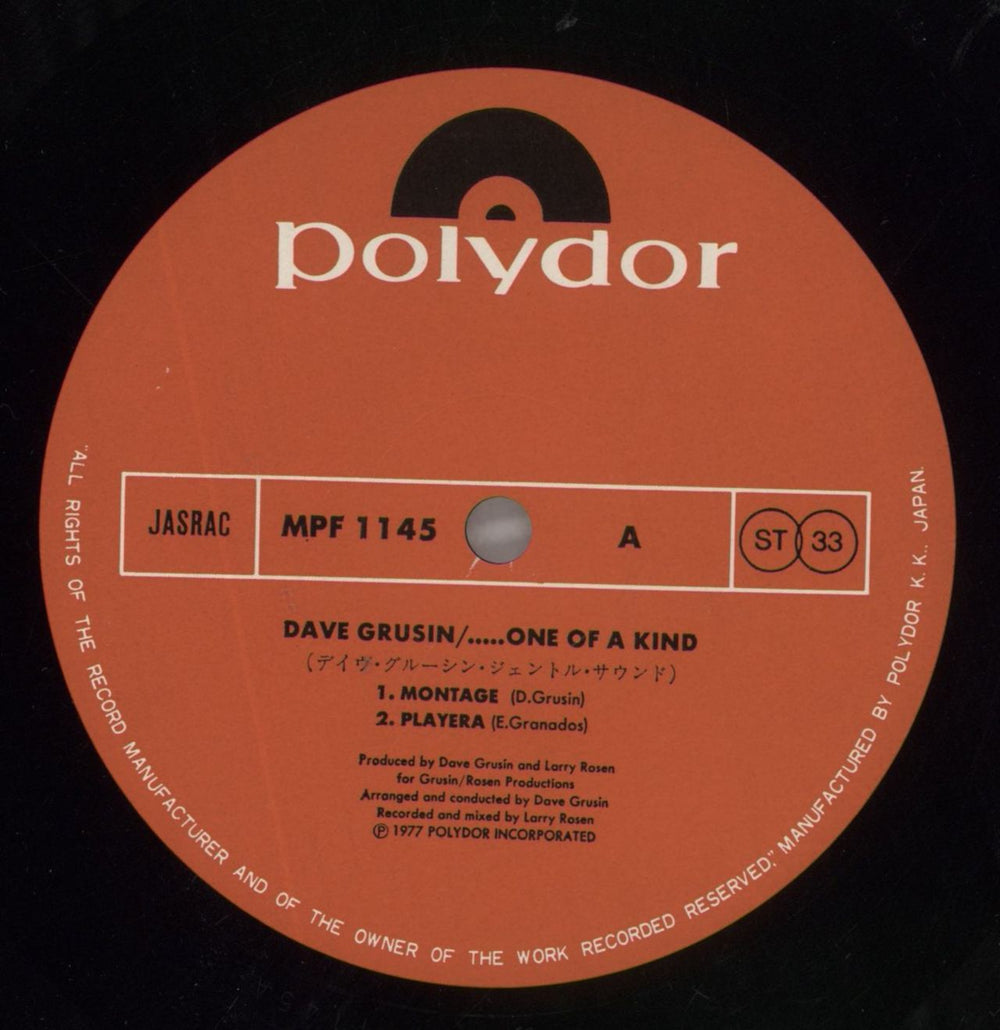 polydor
JASRAC MPF 1145 A ST 33
DAVE GRUSIN/.....ONE OF A KIND
(デイヴ・グルーシン・ジェントル・サウンド)
1. MONTAGE (D.Grusin)
2. PLAYERA (E.Granados)
Produced by Dave Grusin and Larry Rosen
for Grusin/Rosen Productions
Arranged and conducted by Dave Grusin
Recorded and mixed by Larry Rosen
Ⓟ 1977 POLYDOR INCORPORATED
"ALL RIGHTS OF THE RECORD MANUFACTURER AND OF THE OWNER OF THE WORK RECORDED RESERVED." MANUFACTURED BY POLYDOR K. K., JAPAN.